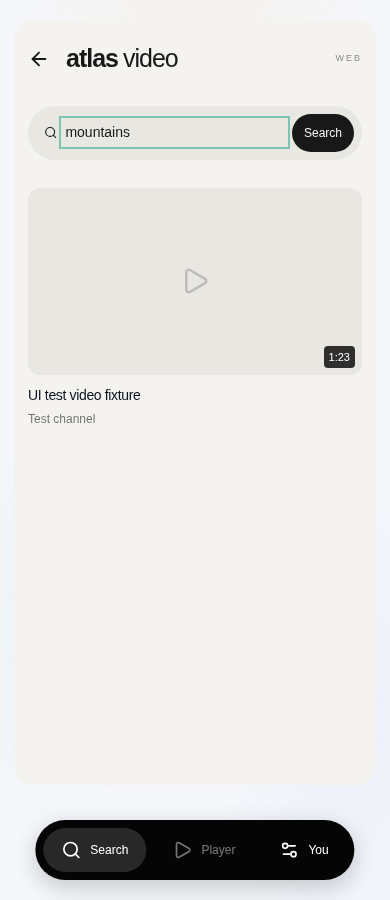 atlas video
WEB
mountains
Search
1:23
UI test video fixture
Test channel
Search
Player
You